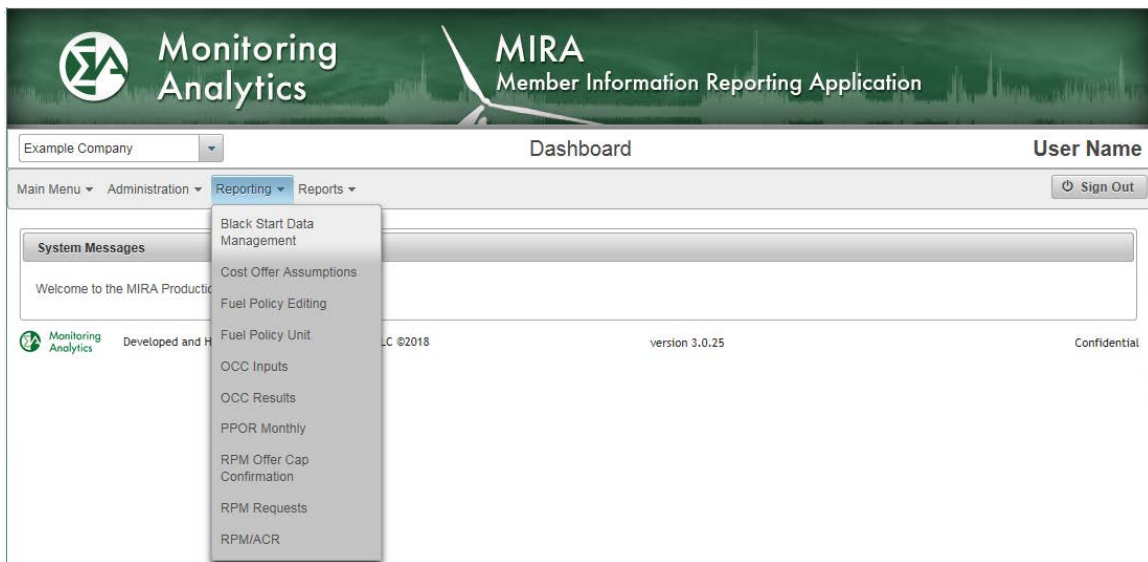 Monitoring
Analytics
MIRA
Member Information Reporting Application
Example Company
Dashboard
User Name
Main Menu
Administration
Reporting
Reports
Sign Out
Black Start Data
Management
Cost Offer Assumptions
Fuel Policy Editing
Fuel Policy Unit
OCC Inputs
OCC Results
PPOR Monthly
RPM Offer Cap
Confirmation
RPM Requests
RPM/ACR
System Messages
Welcome to the MIRA
Monitoring
Analytics
Developed and
©2018
version 3.0.25
Confidential